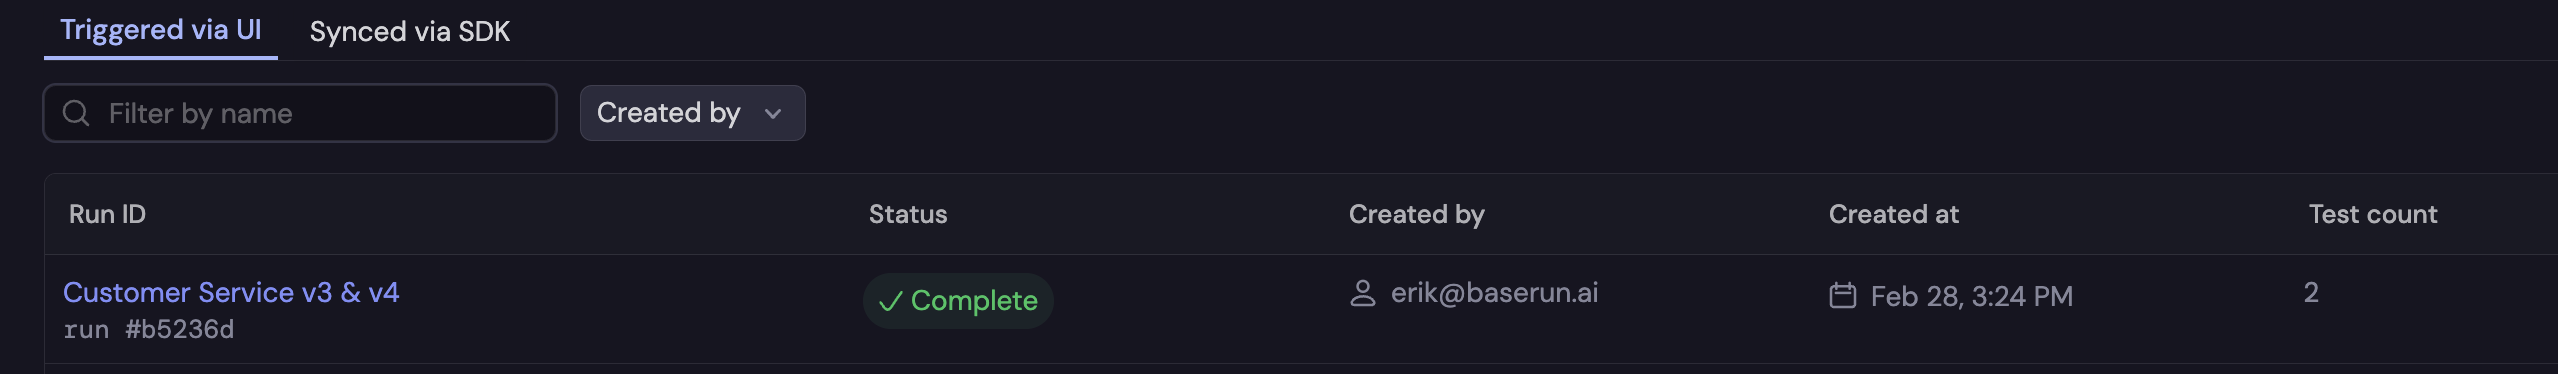 Triggered via UI Synced via SDK
Filter by name Created by
Run ID Status Created by Created at Test count
Customer Service v3 & v4 Complete erik@baserun.ai Feb 28, 3:24 PM 2
run #b5236d